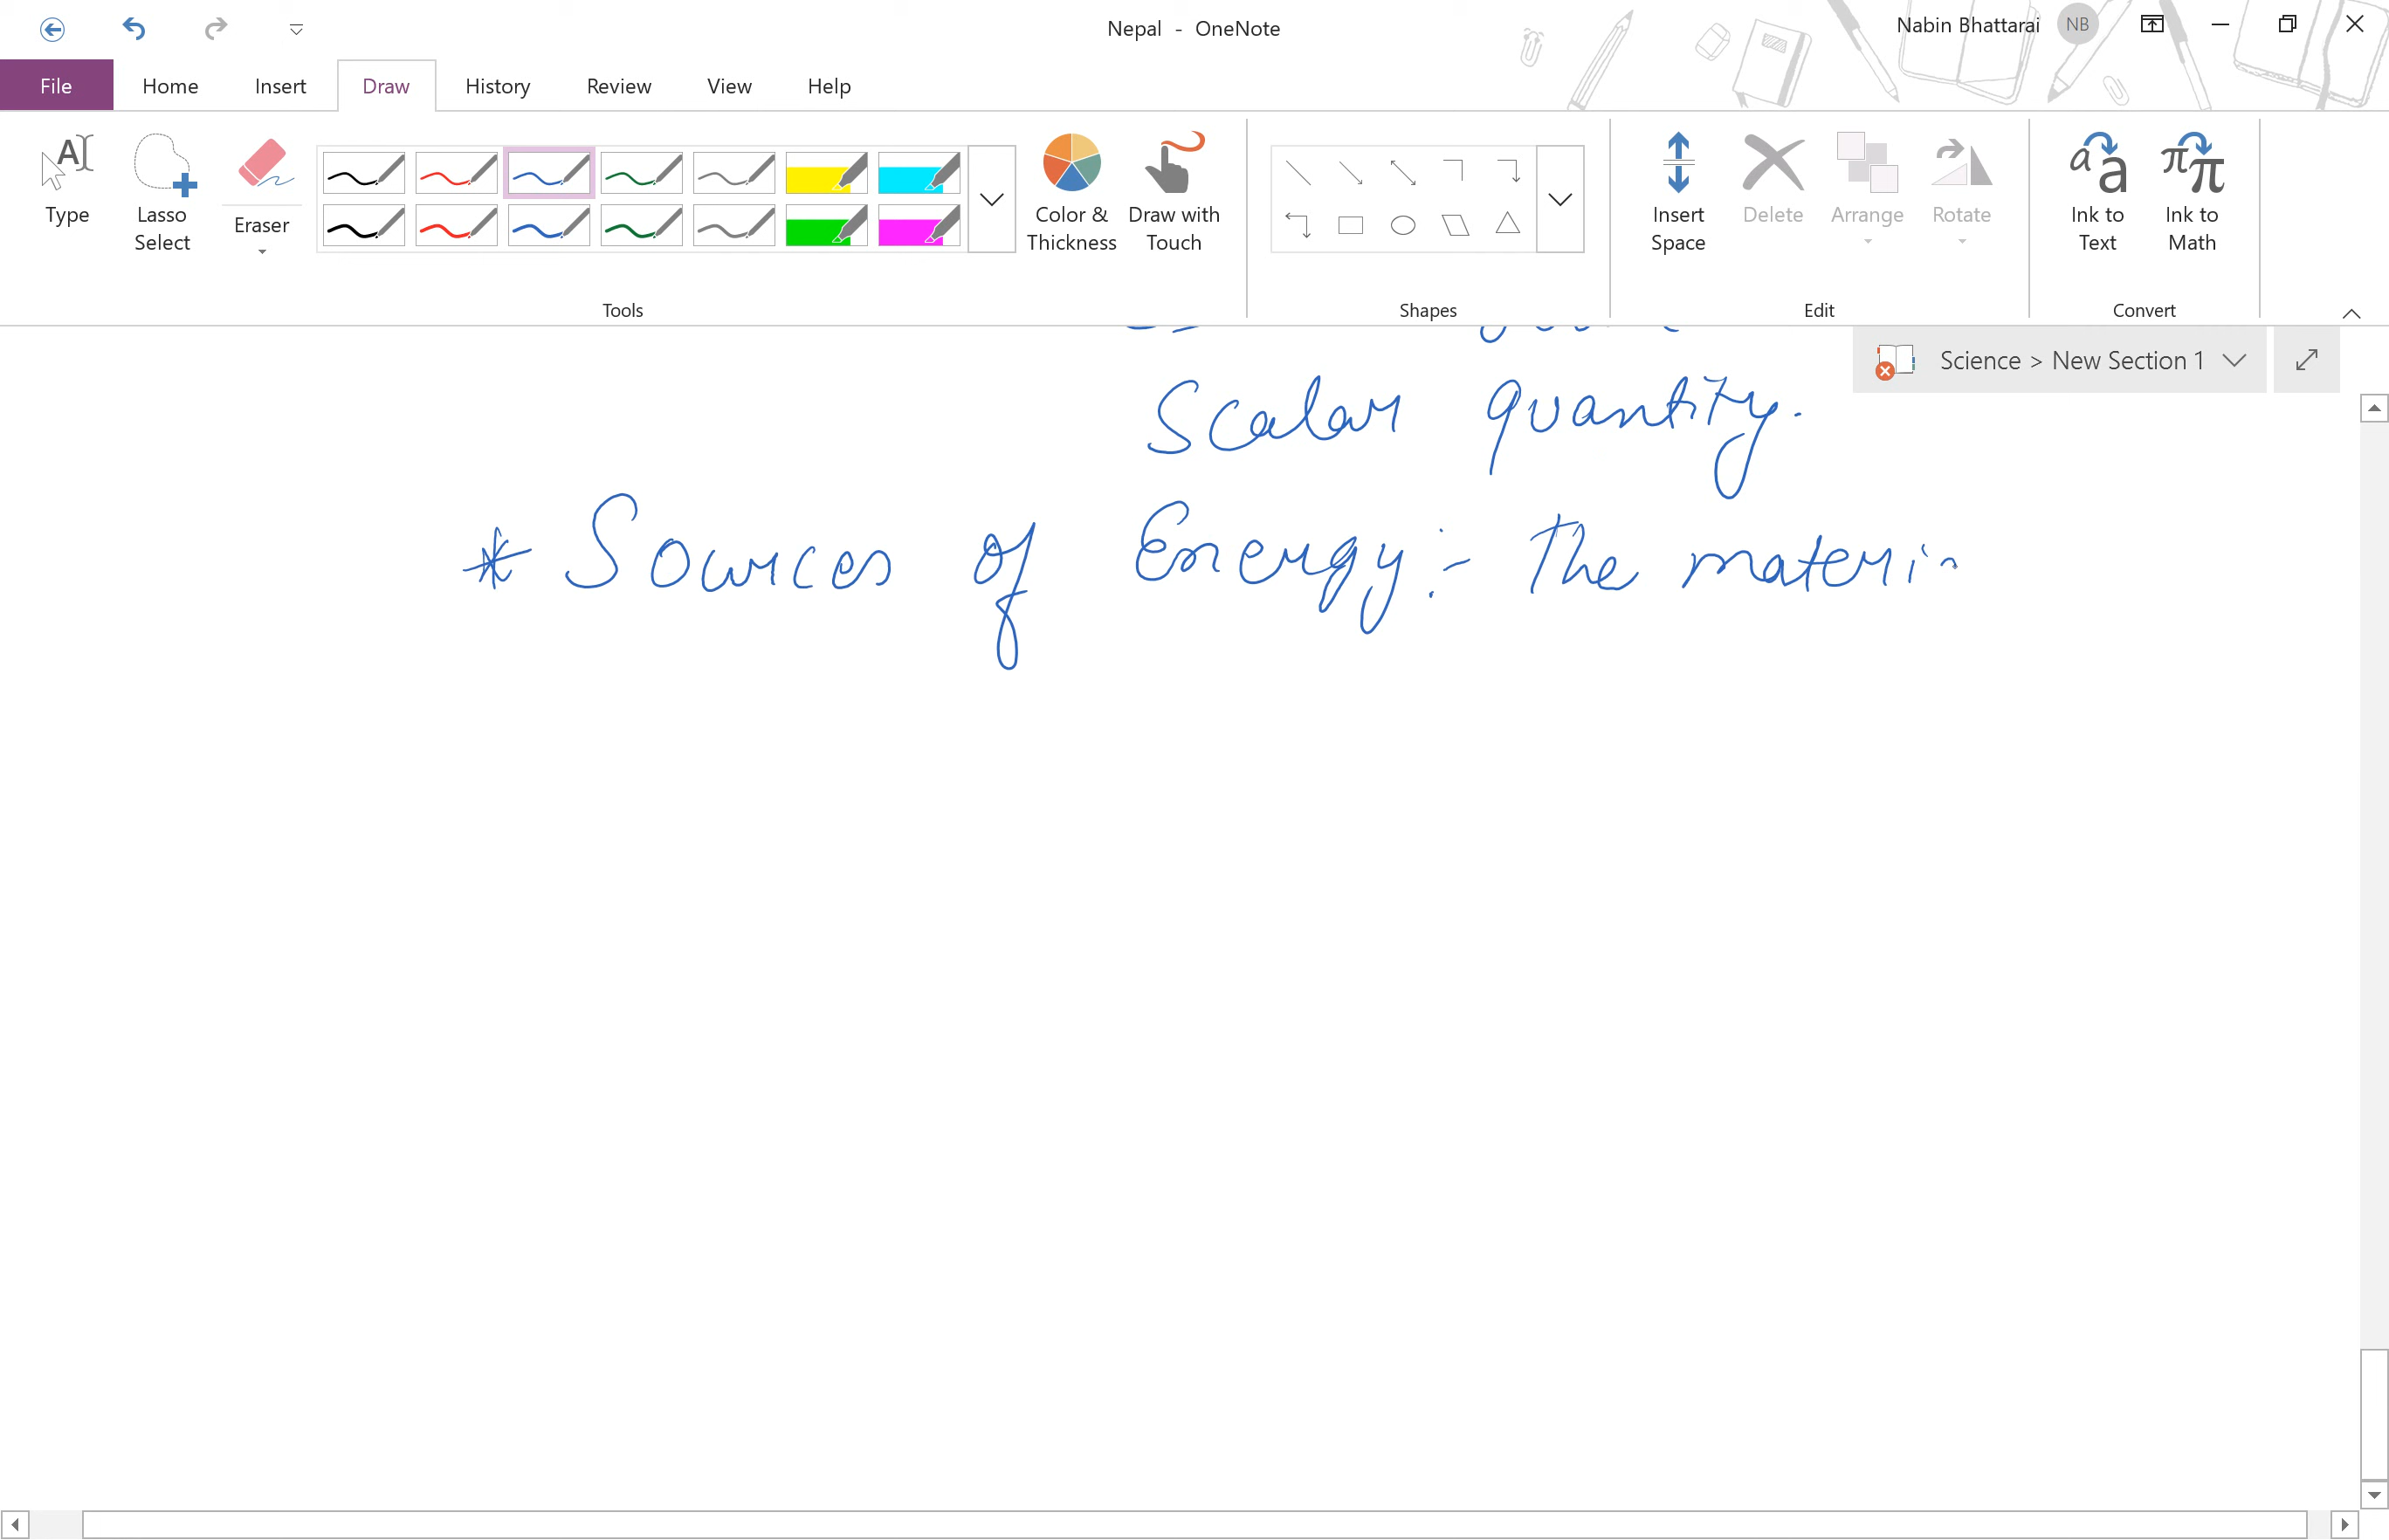 Nepal - OneNote
Nabin Bhattarai NB
File Home Insert Draw History Review View Help
Type
Lasso Select
Eraser
Color & Thickness
Draw with Touch
Insert Space
Delete
Arrange
Rotate
Ink to Text
Ink to Math
Tools Shapes Edit Convert
Science > New Section 1
Scalar quantity.
* Sources of Energy :- The materi